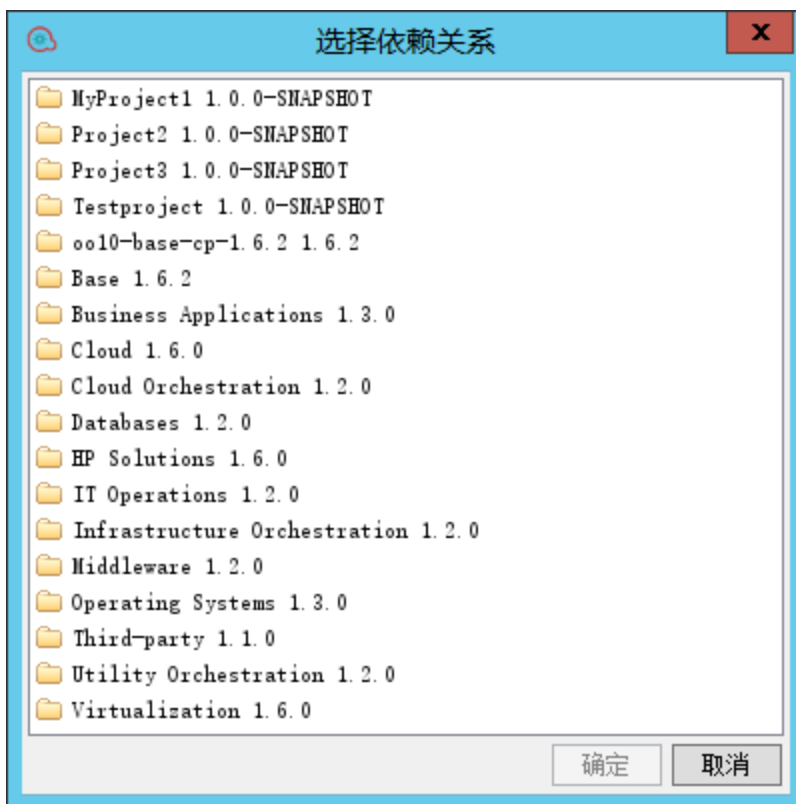 选择依赖关系
x
MyProject1 1.0.0-SNAPSHOT
Project2 1.0.0-SNAPSHOT
Project3 1.0.0-SNAPSHOT
Testproject 1.0.0-SNAPSHOT
oo10-base-cp-1.6.2 1.6.2
Base 1.6.2
Business Applications 1.3.0
Cloud 1.6.0
Cloud Orchestration 1.2.0
Databases 1.2.0
HP Solutions 1.6.0
IT Operations 1.2.0
Infrastructure Orchestration 1.2.0
Middleware 1.2.0
Operating Systems 1.3.0
Third-party 1.1.0
Utility Orchestration 1.2.0
Virtualization 1.6.0
确定 取消